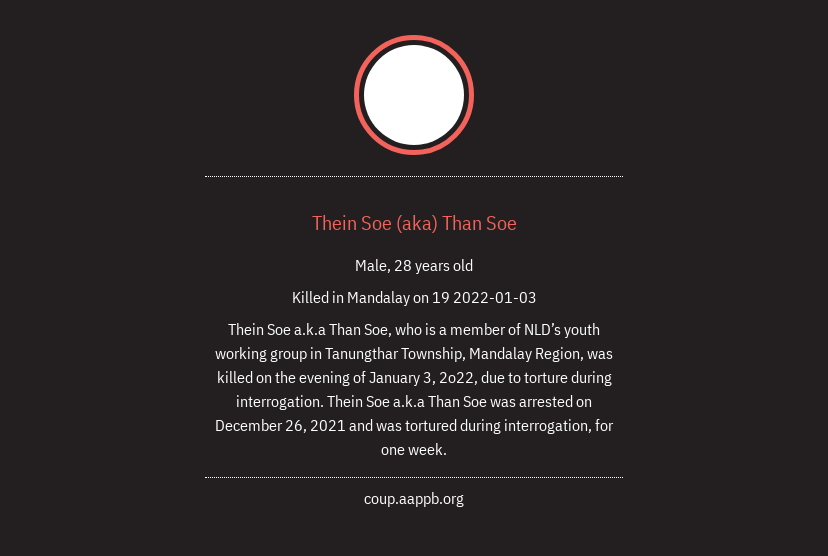 Thein Soe (aka) Than Soe
Male, 28 years old
Killed in Mandalay on 19 2022-01-03
Thein Soe a.k.a Than Soe, who is a member of NLD’s youth
working group in Tanungthar Township, Mandalay Region, was
killed on the evening of January 3, 2o22, due to torture during
interrogation. Thein Soe a.k.a Than Soe was arrested on
December 26, 2021 and was tortured during interrogation, for
one week.
coup.aappb.org